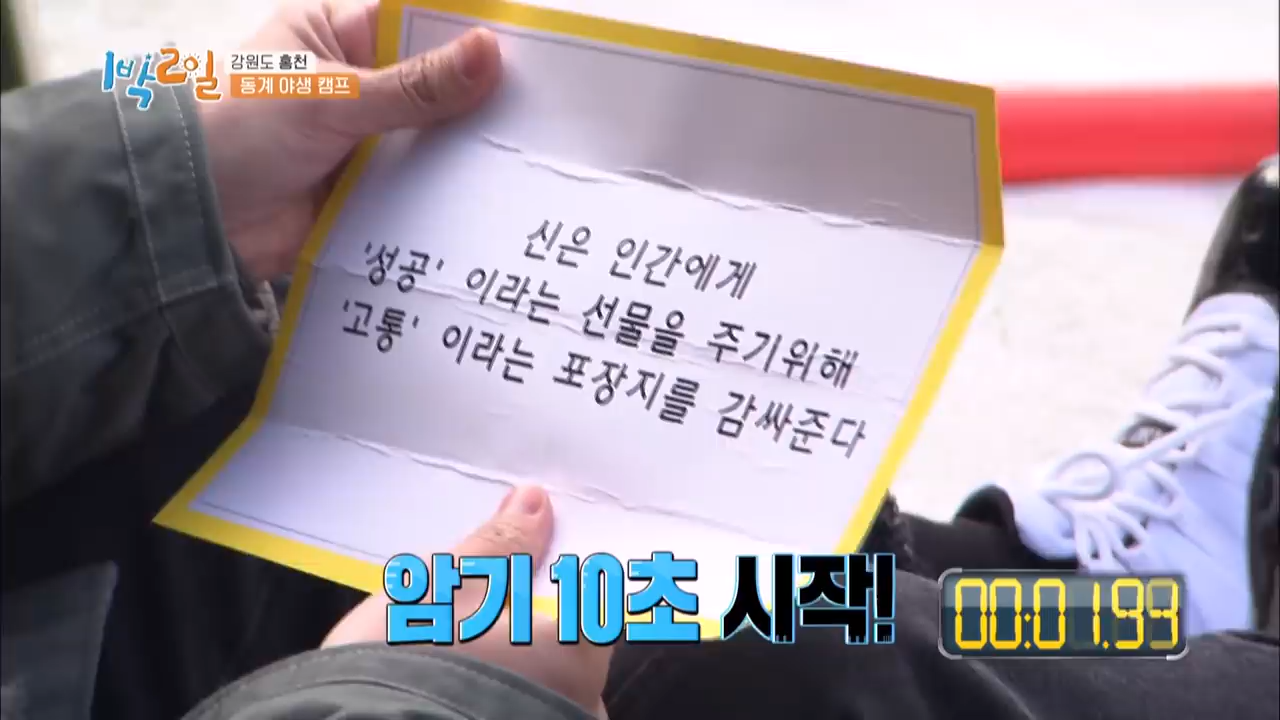 1박2일
강원도 홍천
동계 야생 캠프
신은 인간에게
'성공' 이라는 선물을 주기위해
'고통' 이라는 포장지를 감싸준다
암기 10초 시작!
00:01.99